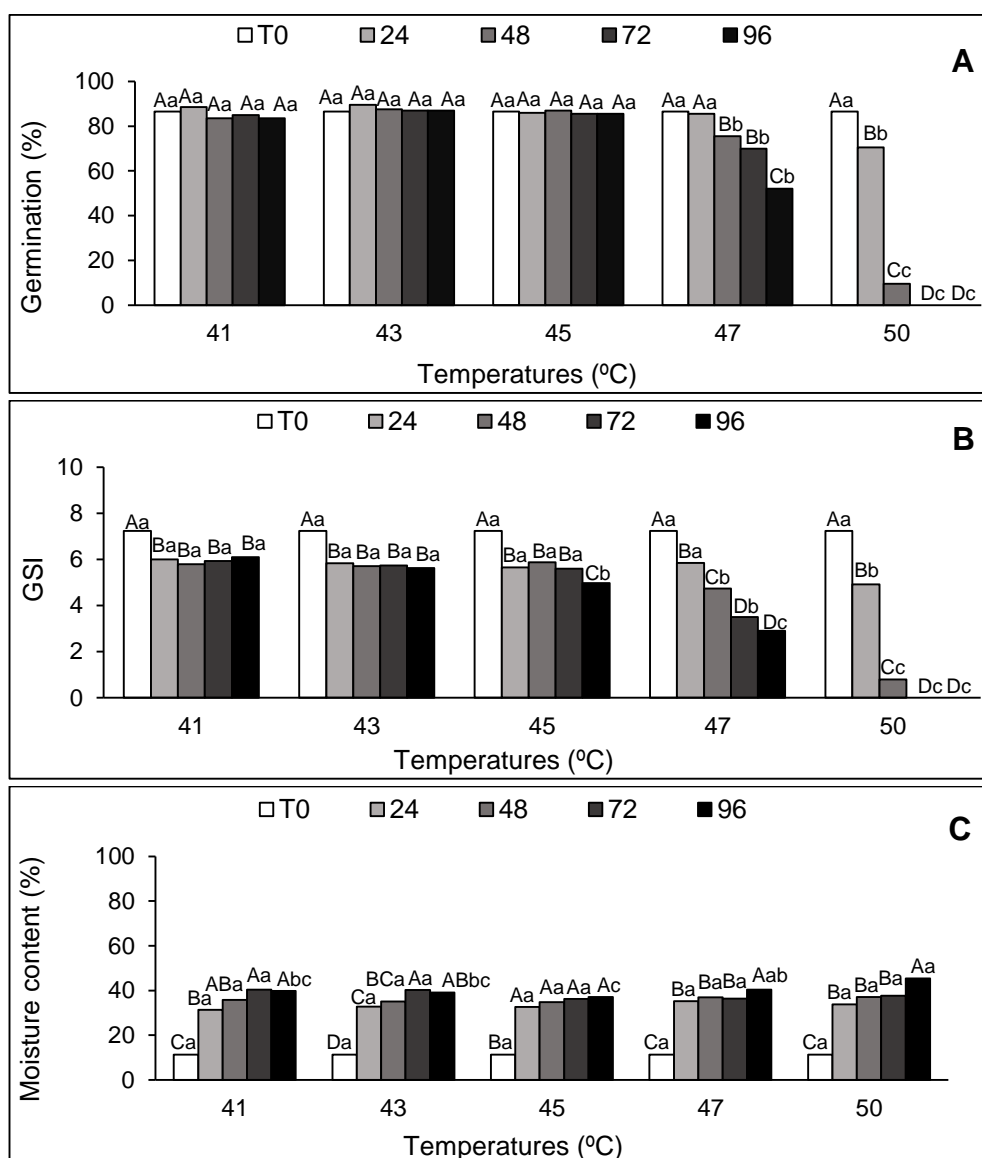 T0 24 48 72 96
A
100
80
60
40
20
0
Germination (%)
Aa Aa Aa Aa Aa
Aa Aa Aa Aa Aa
Aa Aa Aa Aa Aa
Aa Aa Bb Bb Cb
Aa Bb Cc Dc Dc
41 43 45 47 50
Temperatures (ºC)
T0 24 48 72 96
B
10
8
6
4
2
0
GSI
Aa Ba Ba Ba Ba
Aa Ba Ba Ba Ba
Aa Ba Ba Ba Cb
Aa Ba Cb Db Dc
Aa Bb Cc Dc Dc
41 43 45 47 50
Temperatures (ºC)
T0 24 48 72 96
C
100
80
60
40
20
0
Moisture content (%)
Ca Ba ABa Aa Abc
Da Ca BCa Aa ABbc
Ba Aa Aa Aa Ac
Ca Ba Ba Ba Aab
Ca Ba Ba Ba Aa
41 43 45 47 50
Temperatures (ºC)